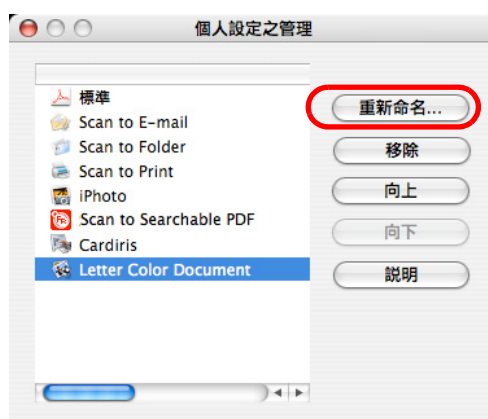 個人設定之管理
標準
Scan to E-mail
Scan to Folder
Scan to Print
iPhoto
Scan to Searchable PDF
Cardiris
Letter Color Document
重新命名...
移除
向上
向下
説明